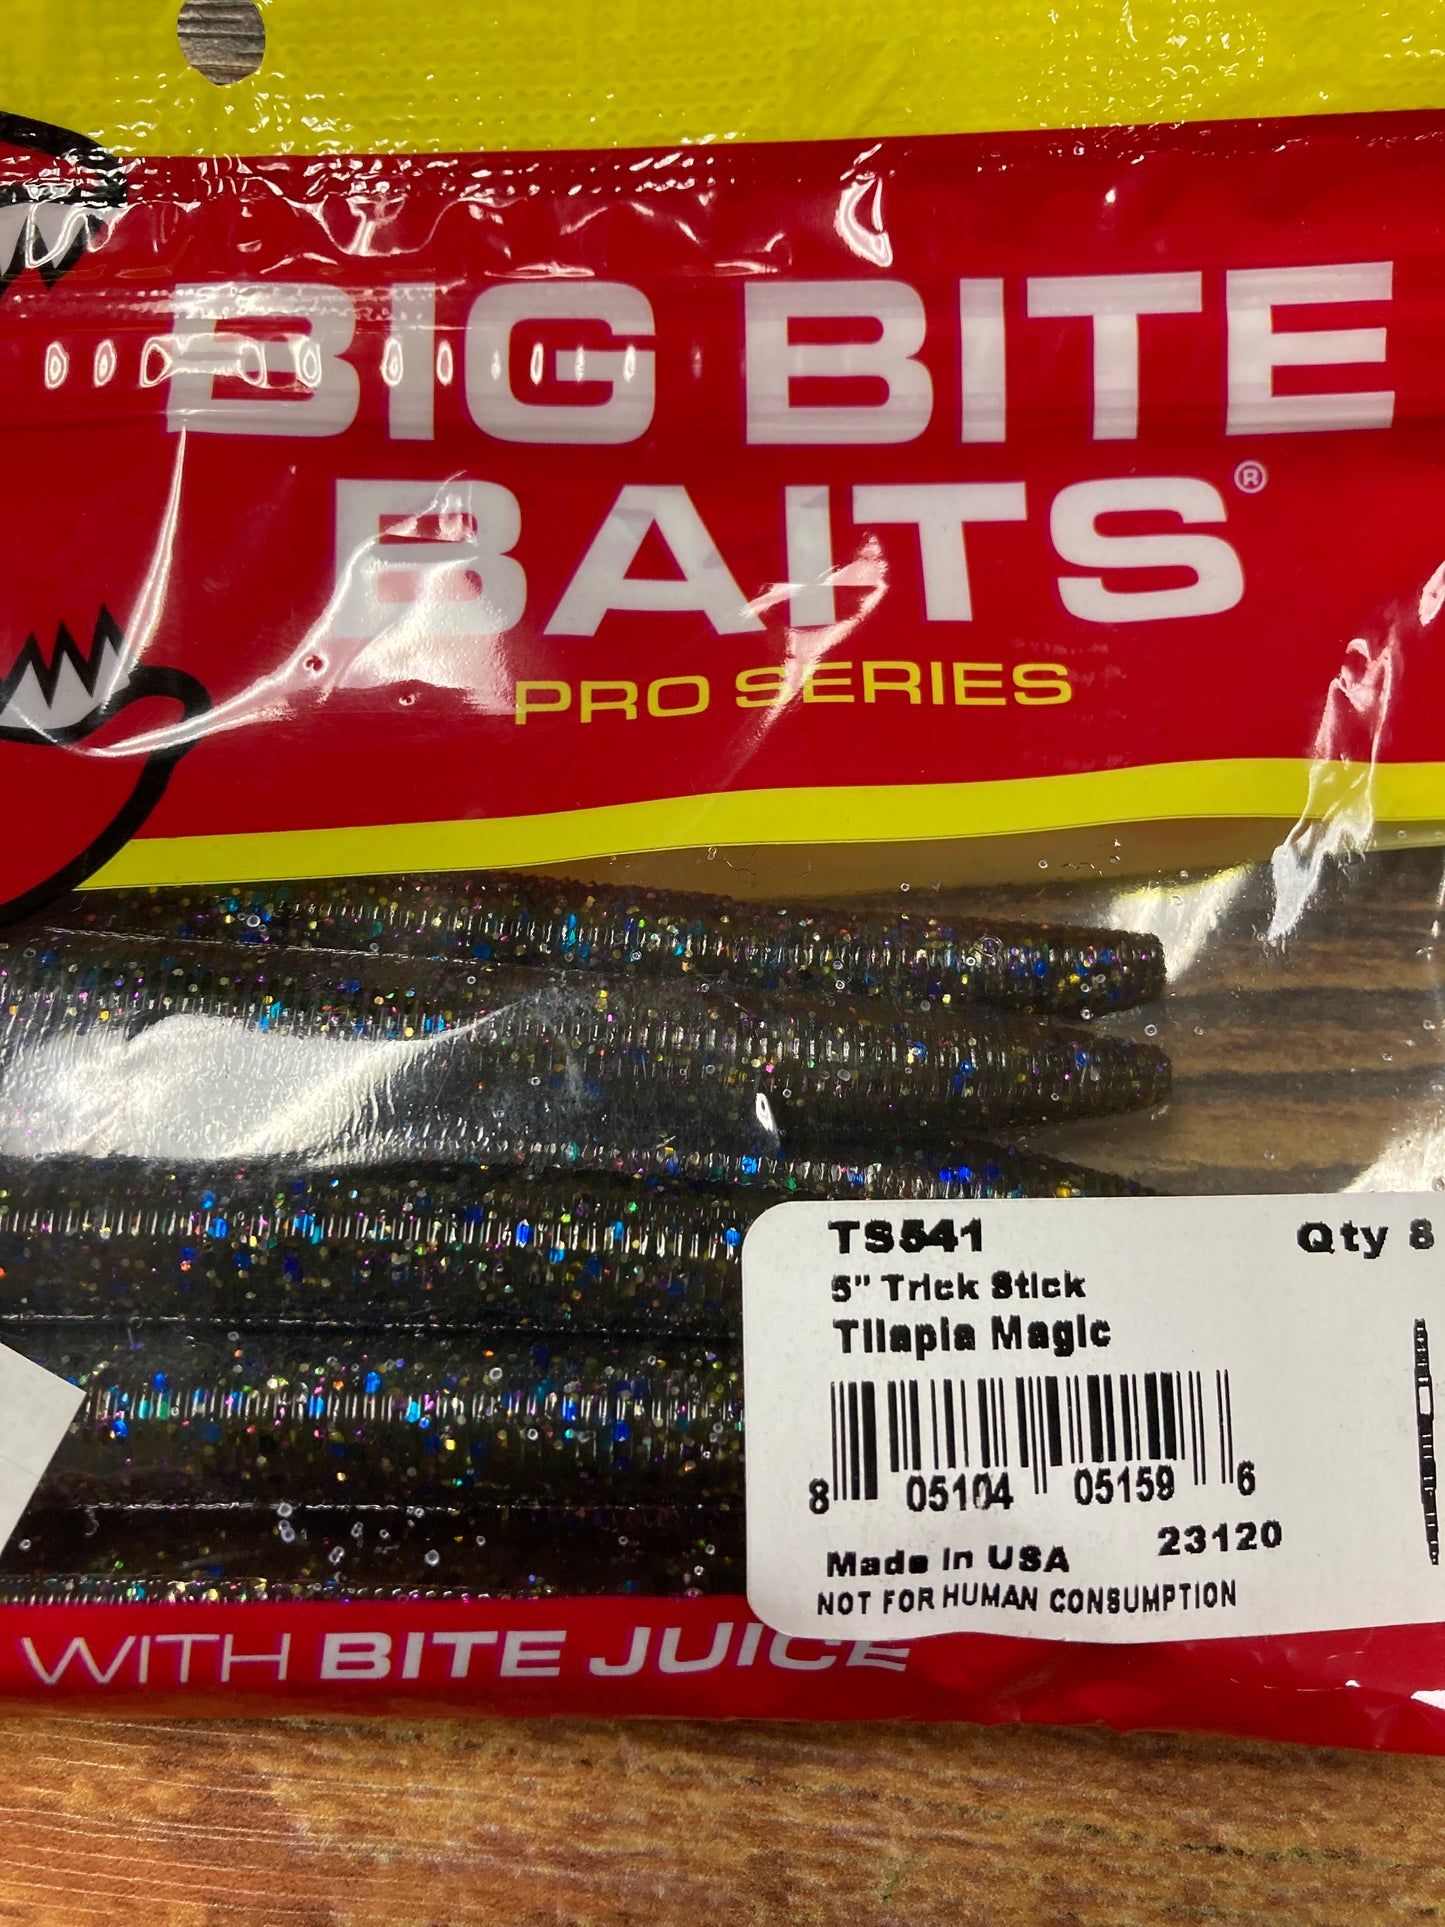 BIG BITE
BAITS®
PRO SERIES
TS541 Qty 8
5" Trick Stick
Tilapia Magic
8 05104 05159 6
Made in USA 23120
NOT FOR HUMAN CONSUMPTION
WITH BITE JUICE